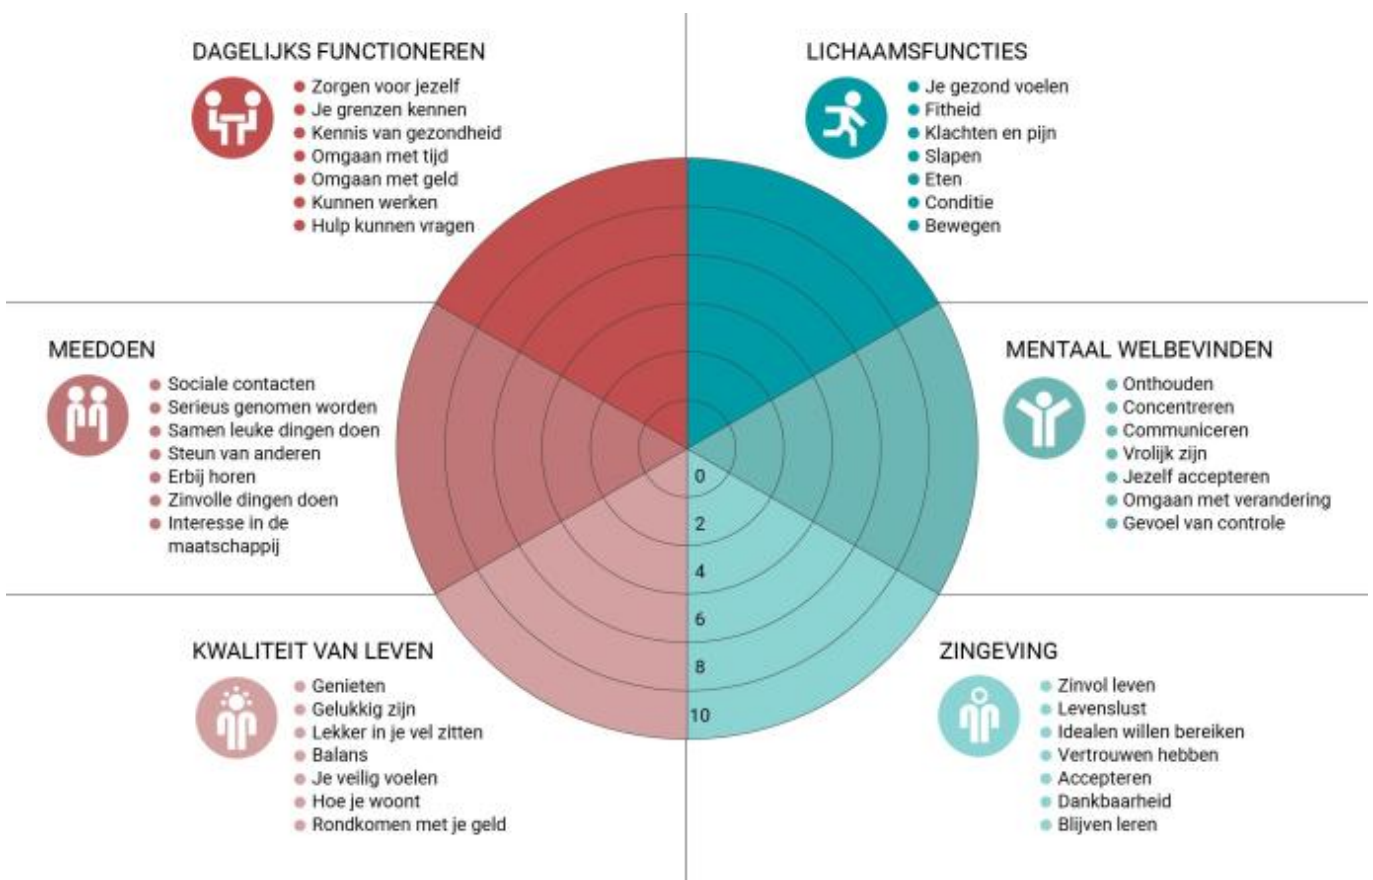 DAGELIJKS FUNCTIONEREN
Zorgen voor jezelf
Je grenzen kennen
Kennis van gezondheid
Omgaan met tijd
Omgaan met geld
Kunnen werken
Hulp kunnen vragen
LICHAAMSFUNCTIES
Je gezond voelen
Fitheid
Klachten en pijn
Slapen
Eten
Conditie
Bewegen
MEEDOEN
Sociale contacten
Serieus genomen worden
Samen leuke dingen doen
Steun van anderen
Erbij horen
Zinvolle dingen doen
Interesse in de
maatschappij
MENTAAL WELBEVINDEN
Onthouden
Concentreren
Communiceren
Vrolijk zijn
Jezelf accepteren
Omgaan met verandering
Gevoel van controle
0
2
4
6
8
10
KWALITEIT VAN LEVEN
Genieten
Gelukkig zijn
Lekker in je vel zitten
Balans
Je veilig voelen
Hoe je woont
Rondkomen met je geld
ZINGEVING
Zinvol leven
Levenslust
Idealen willen bereiken
Vertrouwen hebben
Accepteren
Dankbaarheid
Blijven leren